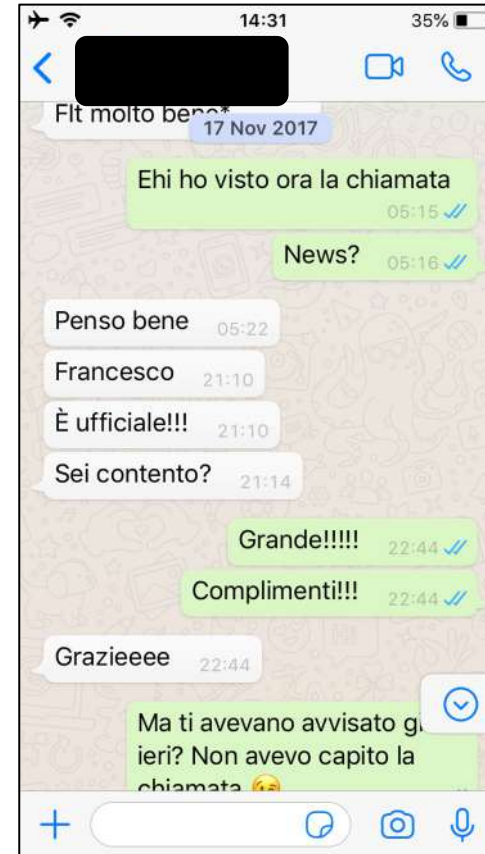 14:31 35%
Flt molto bene*
17 Nov 2017
Ehi ho visto ora la chiamata
05:15
News? 05:16
Penso bene 05:22
Francesco 21:10
È ufficiale!!! 21:10
Sei contento? 21:14
Grande!!!!! 22:44
Complimenti!!! 22:44
Grazieeee 22:44
Ma ti avevano avvisato
ieri? Non avevo capito la
chiamata 😉